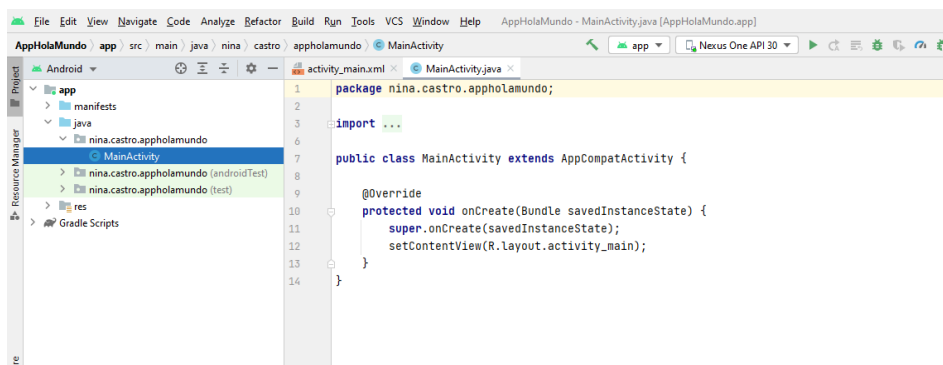 File Edit View Navigate Code Analyze Refactor Build Run Tools VCS Window Help AppHolaMundo - MainActivity.java [AppHolaMundo.app]
AppHolaMundo app src main java nina castro appholamundo MainActivity app Nexus One API 30
Project
Resource Manager
Android
app
manifests
java
nina.castro.appholamundo
MainActivity
nina.castro.appholamundo (androidTest)
nina.castro.appholamundo (test)
res
Gradle Scripts
activity_main.xml MainActivity.java
1 package nina.castro.appholamundo;
2
3 import ...
6
7 public class MainActivity extends AppCompatActivity {
8
9 @Override
10 protected void onCreate(Bundle savedInstanceState) {
11 super.onCreate(savedInstanceState);
12 setContentView(R.layout.activity_main);
13 }
14 }